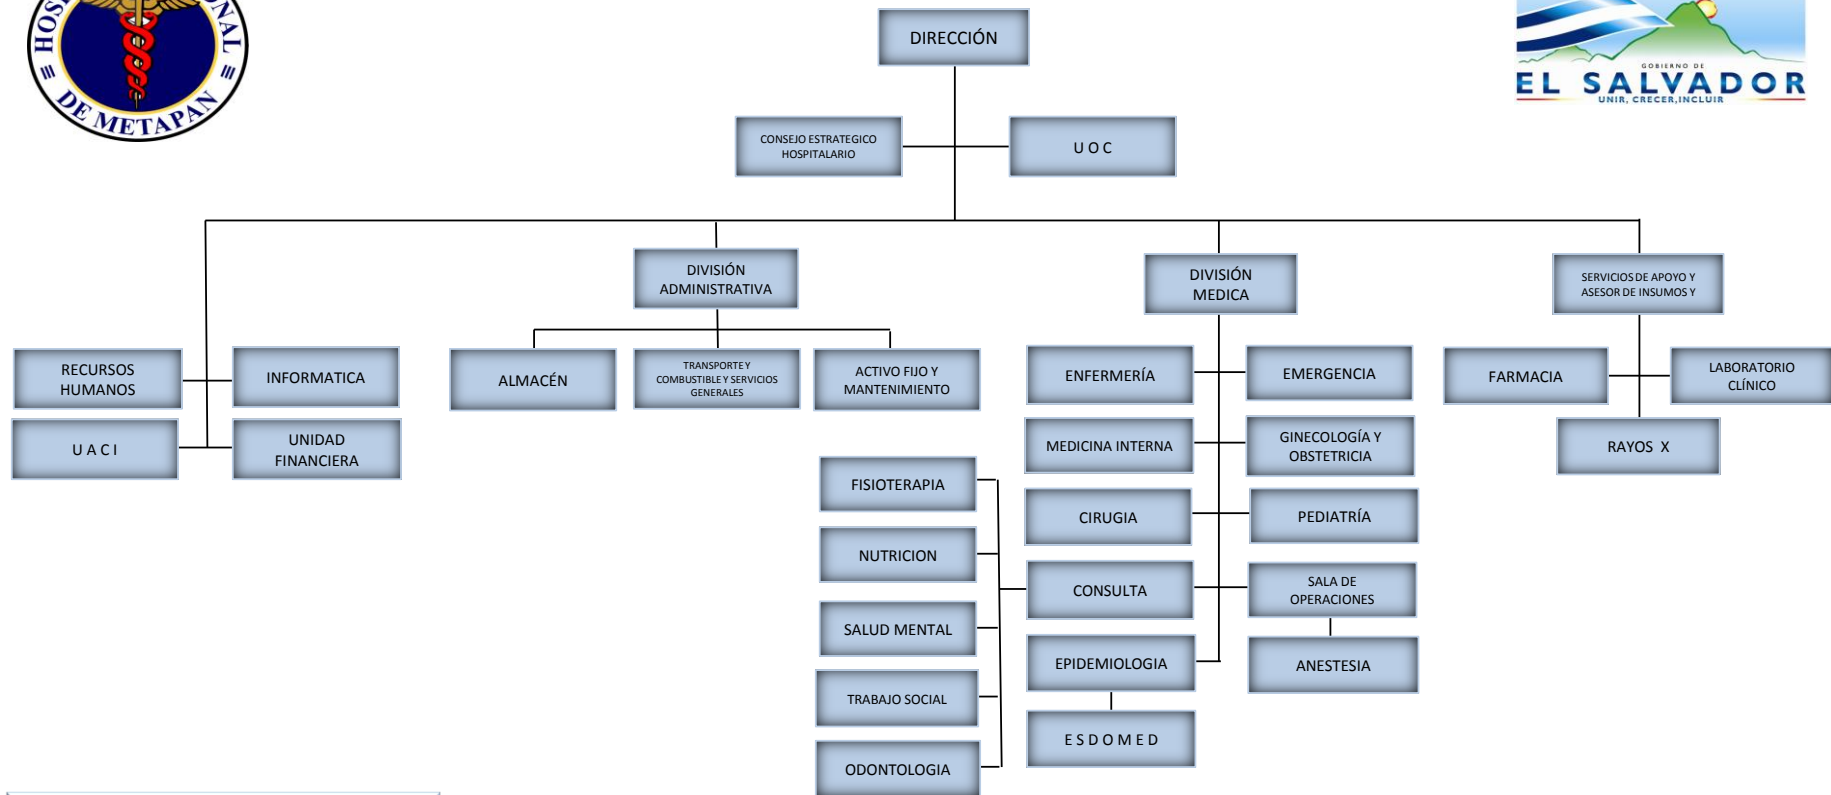 DIRECCIÓN
DE METAPAN
GOBIERNO DE
EL SALVADOR
UNIR, CRECER, INCLUIR
CONSEJO ESTRATEGICO
HOSPITALARIO
U O C
DIVISIÓN
ADMINISTRATIVA
DIVISIÓN
MEDICA
SERVICIOS DE APOYO Y
ASESOR DE INSUMOS Y
RECURSOS
HUMANOS
INFORMATICA
ALMACÉN
TRANSPORTE Y
COMBUSTIBLE Y SERVICIOS
GENERALES
ACTIVO FIJO Y
MANTENIMIENTO
ENFERMERÍA
EMERGENCIA
FARMACIA
LABORATORIO
CLÍNICO
U A C I
UNIDAD
FINANCIERA
MEDICINA INTERNA
GINECOLOGÍA Y
OBSTETRICIA
RAYOS X
FISIOTERAPIA
CIRUGIA
PEDIATRÍA
NUTRICION
CONSULTA
SALA DE
OPERACIONES
SALUD MENTAL
EPIDEMIOLOGIA
ANESTESIA
TRABAJO SOCIAL
E S D O M E D
ODONTOLOGIA